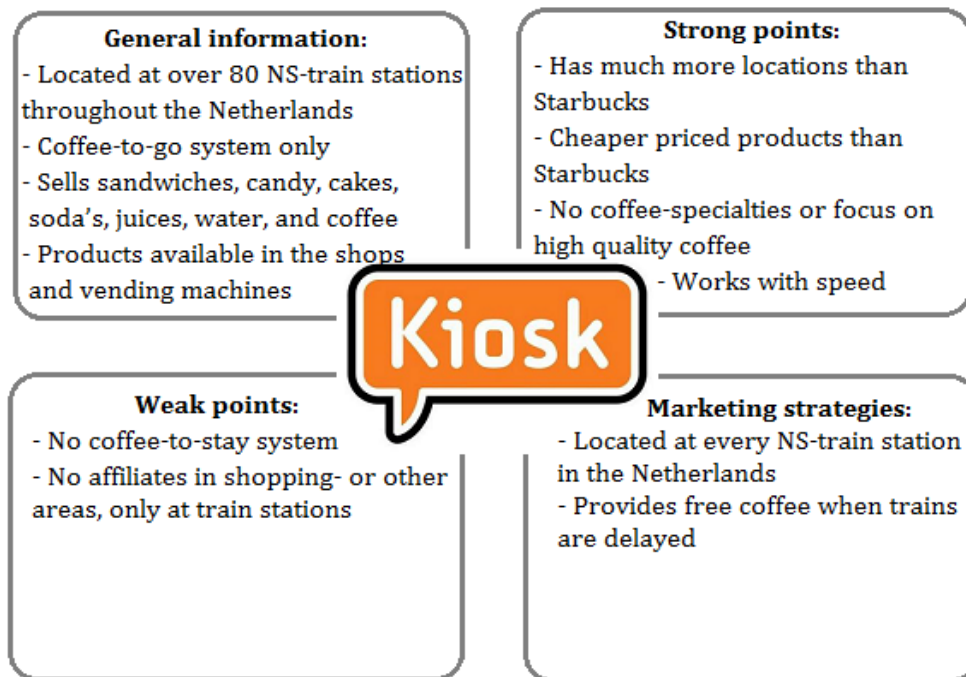 General information:
- Located at over 80 NS-train stations
throughout the Netherlands
- Coffee-to-go system only
- Sells sandwiches, candy, cakes,
soda's, juices, water, and coffee
- Products available in the shops
and vending machines
Strong points:
- Has much more locations than
Starbucks
- Cheaper priced products than
Starbucks
- No coffee-specialties or focus on
high quality coffee
- Works with speed
Kiosk
Weak points:
- No coffee-to-stay system
- No affiliates in shopping- or other
areas, only at train stations
Marketing strategies:
- Located at every NS-train station
in the Netherlands
- Provides free coffee when trains
are delayed